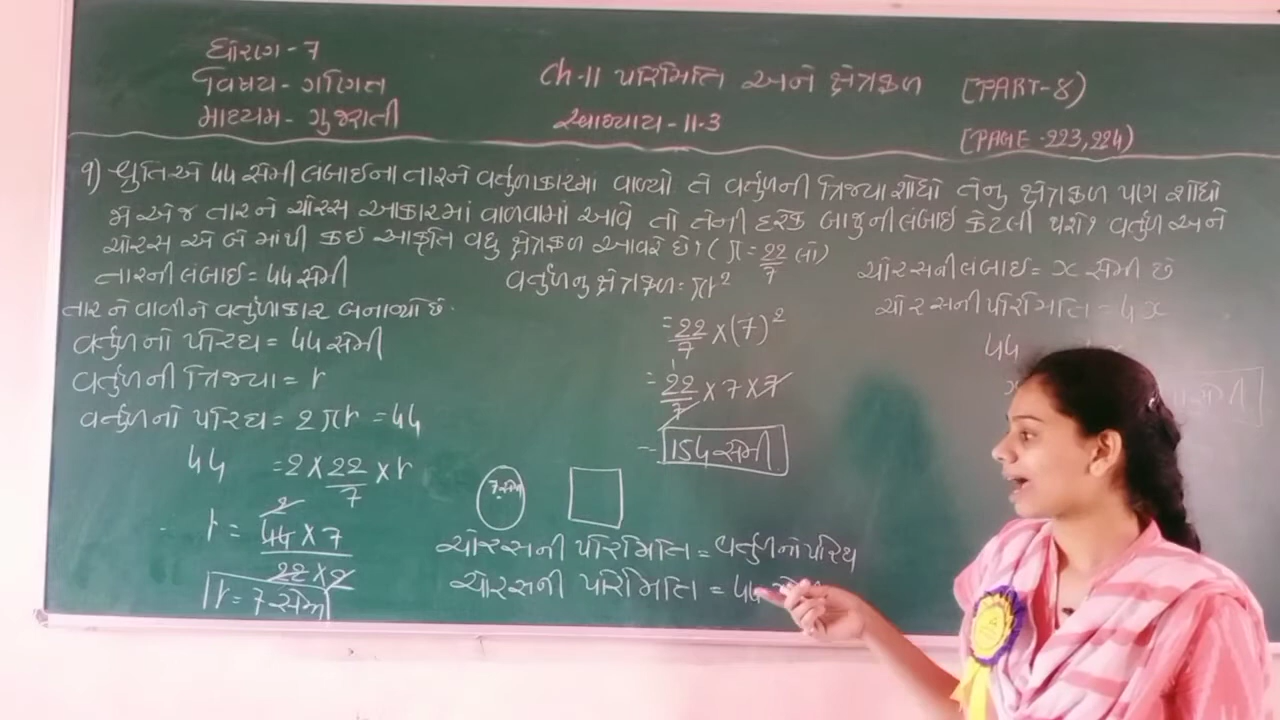 ધોરણ - 7
વિષય - ગણિત
માધ્યમ - ગુજરાતી
Ch-11 પરિમિતિ અને ક્ષેત્રફળ
[PART-8)
સ્વાધ્યાય - 11.3
[PAGE - 223,224)
૧) શ્રુતિએ 44 સેમી લંબાઈના તારને વર્તુળાકારમાં વાળ્યો તે વર્તુળની ત્રિજ્યા શોધો તેનુ ક્ષેત્રફળ પણ શોધો
જો એજ તારને ચોરસ આકારમાં વાળવામાં આવે તો તેની દરેક બાજુની લંબાઈ કેટલી થશે? વર્તુળ અને
ચોરસ એ બે માંથી કઈ આકૃતિ વધુ ક્ષેત્રફળ આવરે છે? (π = 22/7 લો)
તારની લંબાઈ = 44 સેમી
તારને વાળીને વર્તુળાકાર બનાવ્યો છે.
વર્તુળનો પરિઘ = 44 સેમી
વર્તુળની ત્રિજ્યા = r
વર્તુળનો પરિઘ = 2πr = 44
44 = 2 × 22/7 × r
2
r = 44 × 7
22 × 2
r = 7 સેમી
વર્તુળનુ ક્ષેત્રફળ = πr²
= 22/7 × (7)²
1
= 22/7 × 7 × 7
154 સેમી
7 સેમી
ચોરસની પરિમિતિ = વર્તુળનો પરિઘ
ચોરસની પરિમિતિ = 44
ચોરસની લંબાઈ = x સેમી છે
ચોરસની પરિમિતિ = 4x
44
x
સેમી